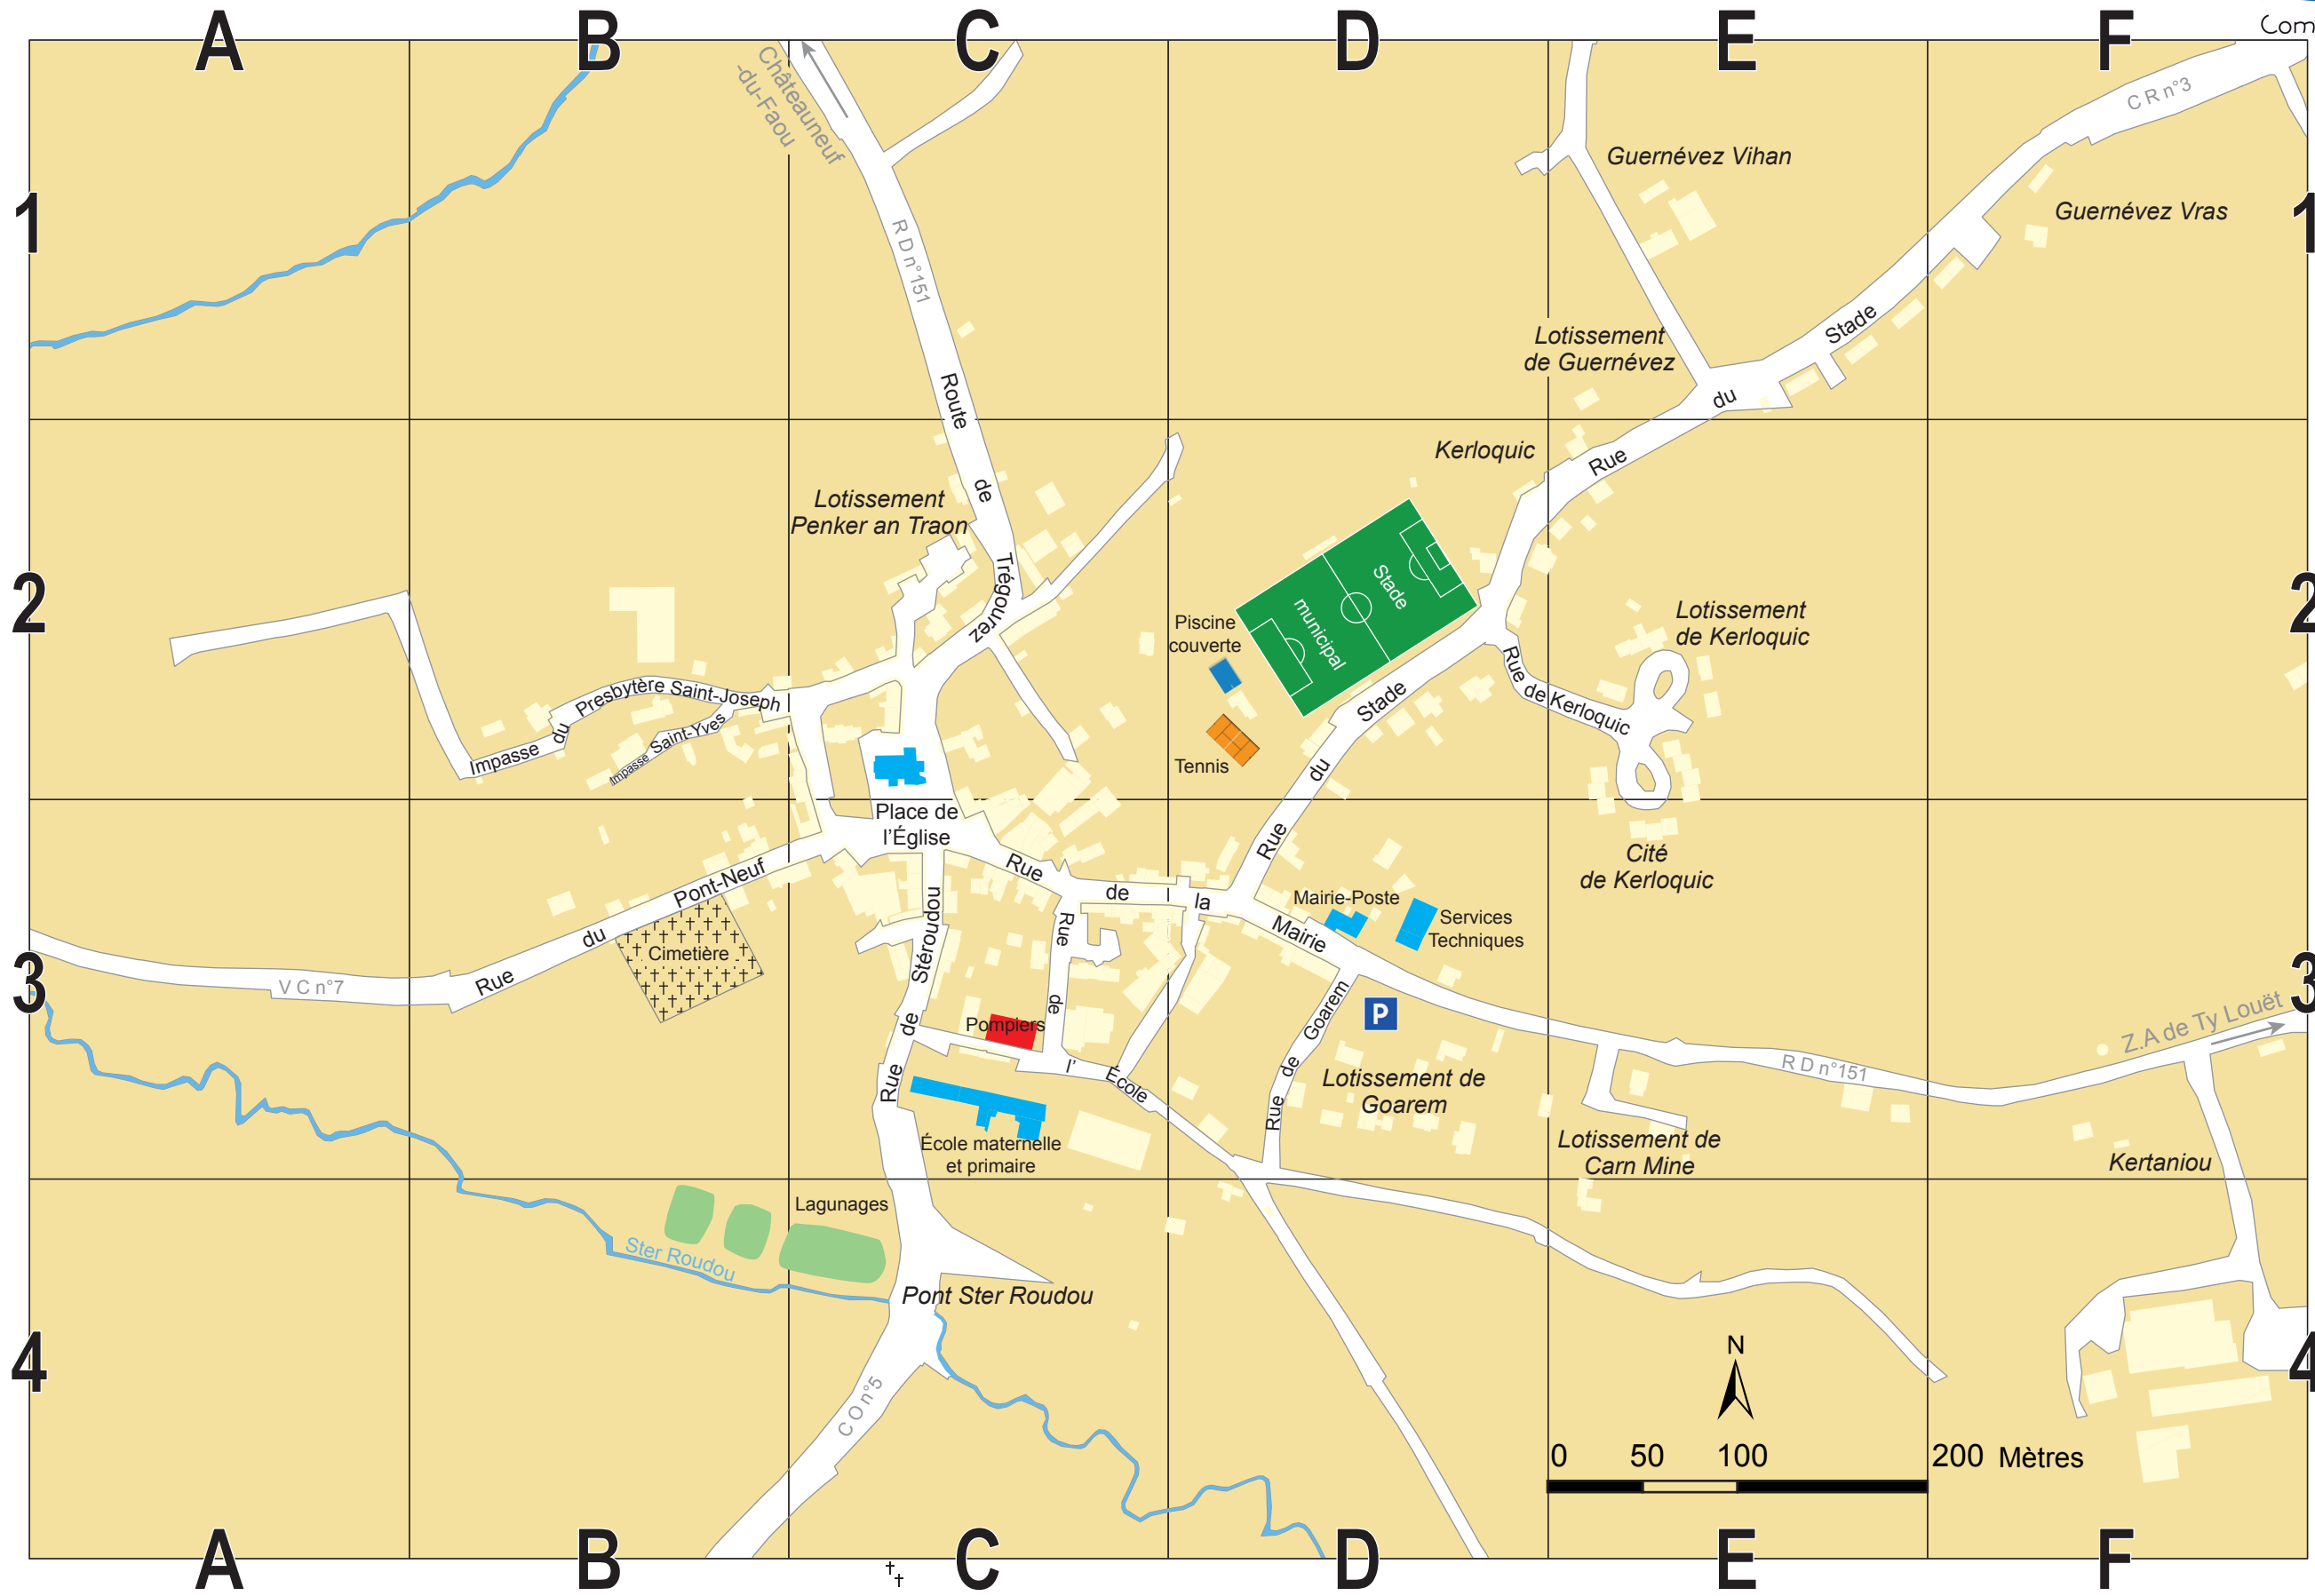 A
B
C
D
E
F
Com
Châteauneuf
-du-Faou
C R n°3
Guernévez Vihan
1
Guernévez Vras
1
R D n°151
Lotissement
de Guernévez
Stade
du
Route
Kerloquic
Rue
de
Lotissement
Penker an Traon
Trégourez
Stade
municipal
2
Piscine
couverte
Lotissement
de Kerloquic
2
Rue de Kerloquic
Presbytère Saint-Joseph
Stade
Impasse
du
Impasse Saint-Yves
Tennis
du
Place de
l'Église
Rue
Cité
de Kerloquic
Rue
de
la
Mairie
Pont-Neuf
Mairie-Poste
Services
Techniques
du
Cimetière
Stéroudou
Rue
3
V C n°7
Rue
de
Goarem
P
3
Z.A de Ty Louët
Pompiers
de
l'
École
R D n°151
Rue
de
Lotissement de
Goarem
Rue
École maternelle
et primaire
Lotissement de
Carn Mine
Kertaniou
Lagunages
Ster Roudou
Pont Ster Roudou
4
N
4
C O n°5
0
50
100
200 Mètres
A
B
C
D
E
F